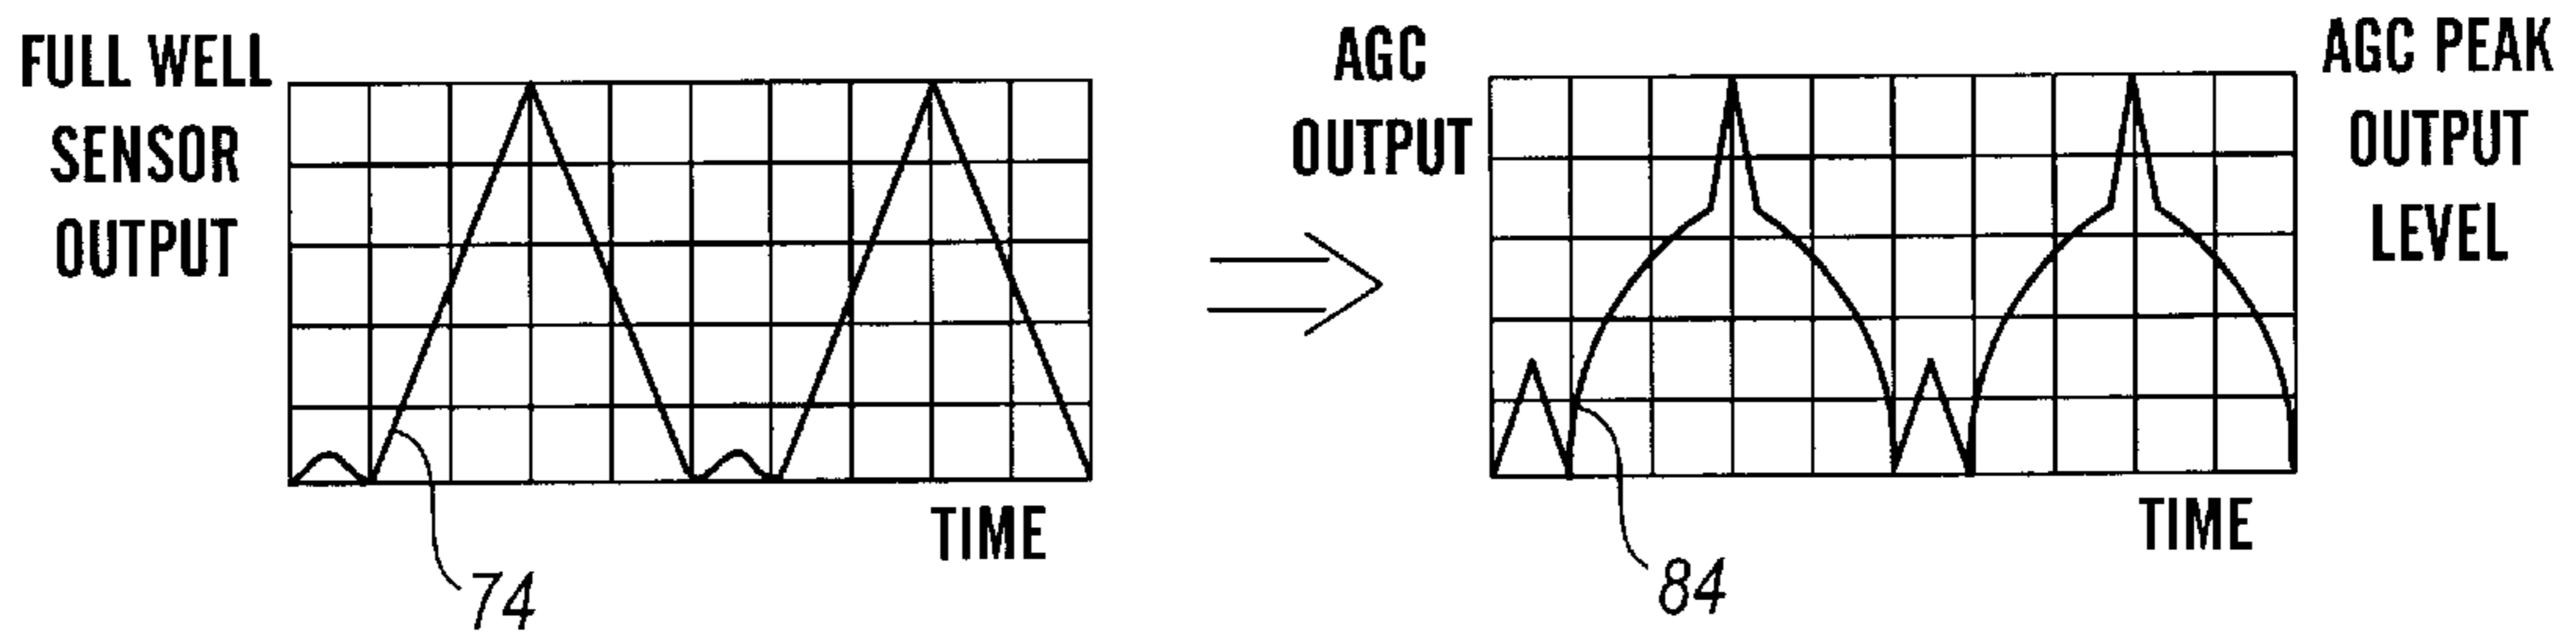 FULL WELL
SENSOR
OUTPUT
TIME
74
AGC
OUTPUT
AGC PEAK
OUTPUT
LEVEL
TIME
84